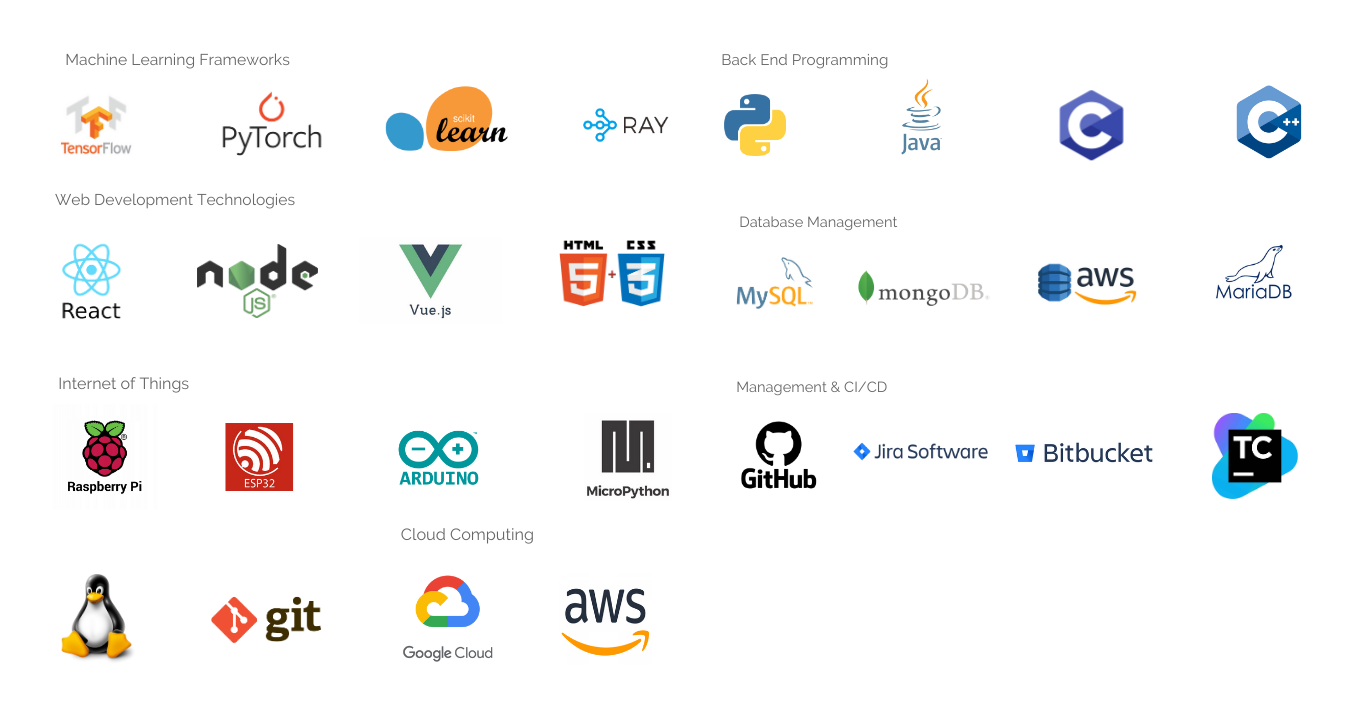 Machine Learning Frameworks
TensorFlow
PyTorch
scikit
learn
RAY
Back End Programming
Java
C
C++
Web Development Technologies
React
node
JS
Vue.js
HTML CSS
5 + 3
Database Management
MySQL
mongoDB
aws
MariaDB
Internet of Things
Raspberry Pi
ESP32
ARDUINO
MicroPython
Management & CI/CD
GitHub
Jira Software
Bitbucket
TC
git
Cloud Computing
Google Cloud
aws